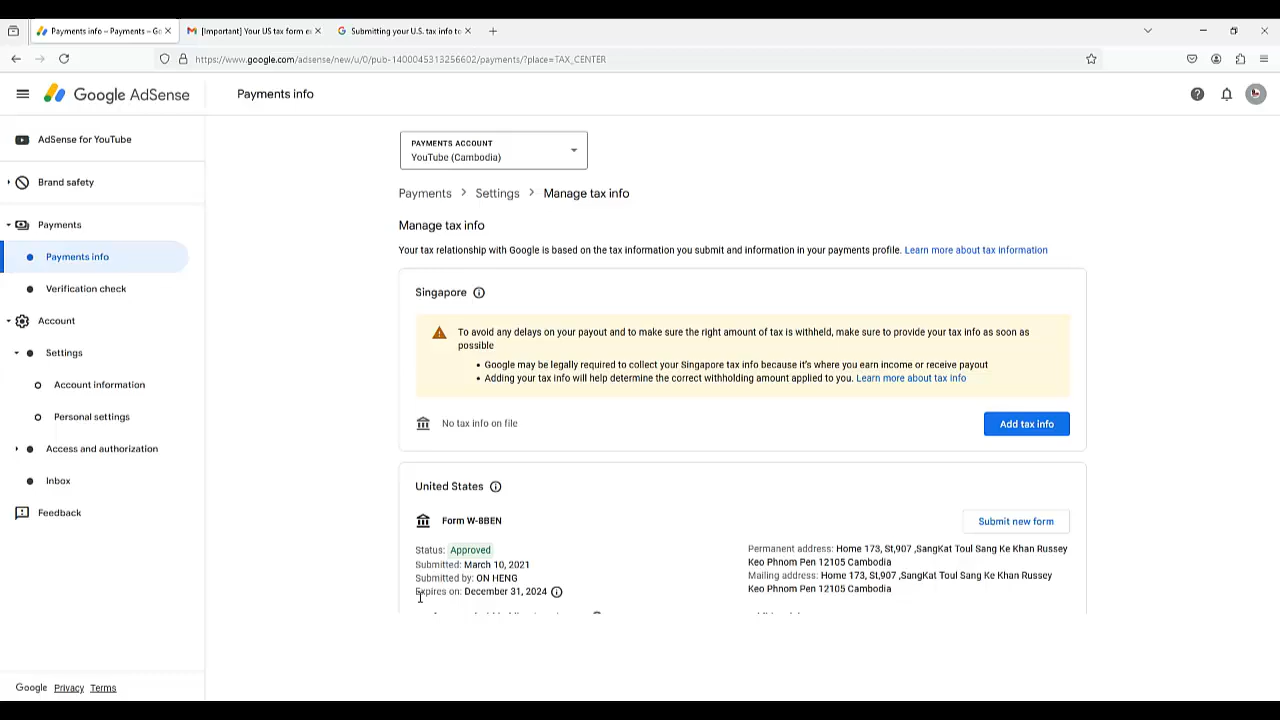 Payments info – Payments – Go
[Important] Your US tax form e
Submitting your U.S. tax info to
https://www.google.com/adsense/new/u/0/pub-1400045313256602/payments/?place=TAX_CENTER
Google AdSense
Payments info
AdSense for YouTube
Brand safety
Payments
Payments info
Verification check
Account
Settings
Account information
Personal settings
Access and authorization
Inbox
Feedback
Google Privacy Terms
PAYMENTS ACCOUNT
YouTube (Cambodia)
Payments > Settings > Manage tax info
Manage tax info
Your tax relationship with Google is based on the tax information you submit and information in your payments profile. Learn more about tax information
Singapore
To avoid any delays on your payout and to make sure the right amount of tax is withheld, make sure to provide your tax info as soon as
possible
• Google may be legally required to collect your Singapore tax info because it's where you earn income or receive payout
• Adding your tax info will help determine the correct withholding amount applied to you. Learn more about tax info
No tax info on file
Add tax info
United States
Form W-8BEN
Submit new form
Status: Approved
Submitted: March 10, 2021
Submitted by: ON HENG
Expires on: December 31, 2024
Permanent address: Home 173, St,907 ,SangKat Toul Sang Ke Khan Russey
Keo Phnom Pen 12105 Cambodia
Mailing address: Home 173, St,907 ,SangKat Toul Sang Ke Khan Russey
Keo Phnom Pen 12105 Cambodia